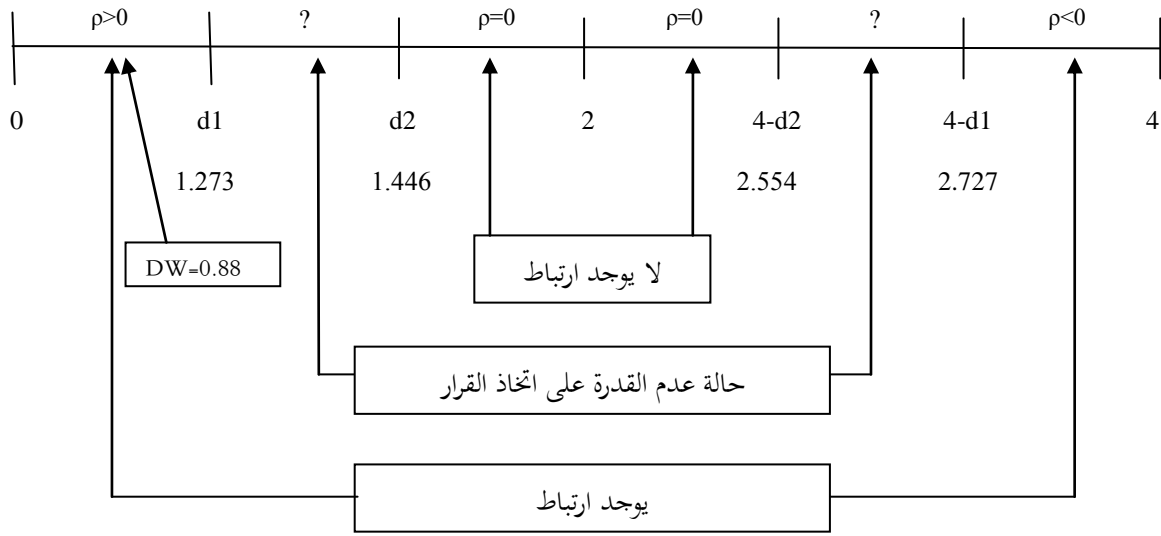 ρ>0 ? ρ=0 ρ=0 ? ρ<0
0 d1 d2 2 4-d2 4-d1 4
1.273 1.446 2.554 2.727
DW=0.88
لا يوجد ارتباط
حالة عدم القدرة على اتخاذ القرار
يوجد ارتباط